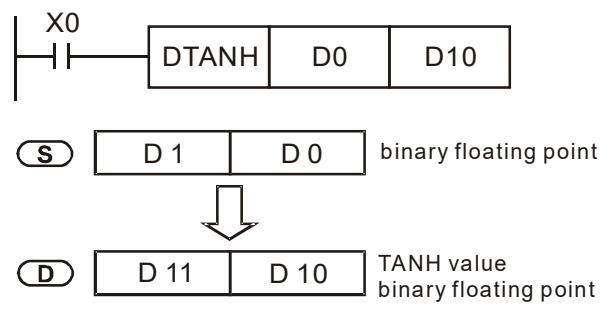 X0
DTANH D0 D10
S D 1 D 0 binary floating point
D D 11 D 10 TANH value
binary floating point